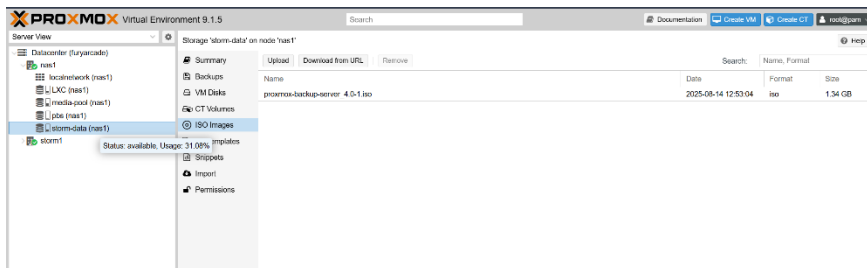 PROXMOX Virtual Environment 9.1.5 Search Documentation Create VM Create CT root@pam
Server View Storage 'storm-data' on node 'nas1' Help
Datacenter (furyarcade)
nas1
localnetwork (nas1)
LXC (nas1)
media-pool (nas1)
pbs (nas1)
storm-data (nas1)
storm1
Status: available, Usage: 31.08%
Summary
Backups
VM Disks
CT Volumes
ISO Images
mplates
Snippets
Import
Permissions
Upload Download from URL Remove Search: Name, Format
Name Date Format Size
proxmox-backup-server_4.0-1.iso 2025-08-14 12:53:04 iso 1.34 GB